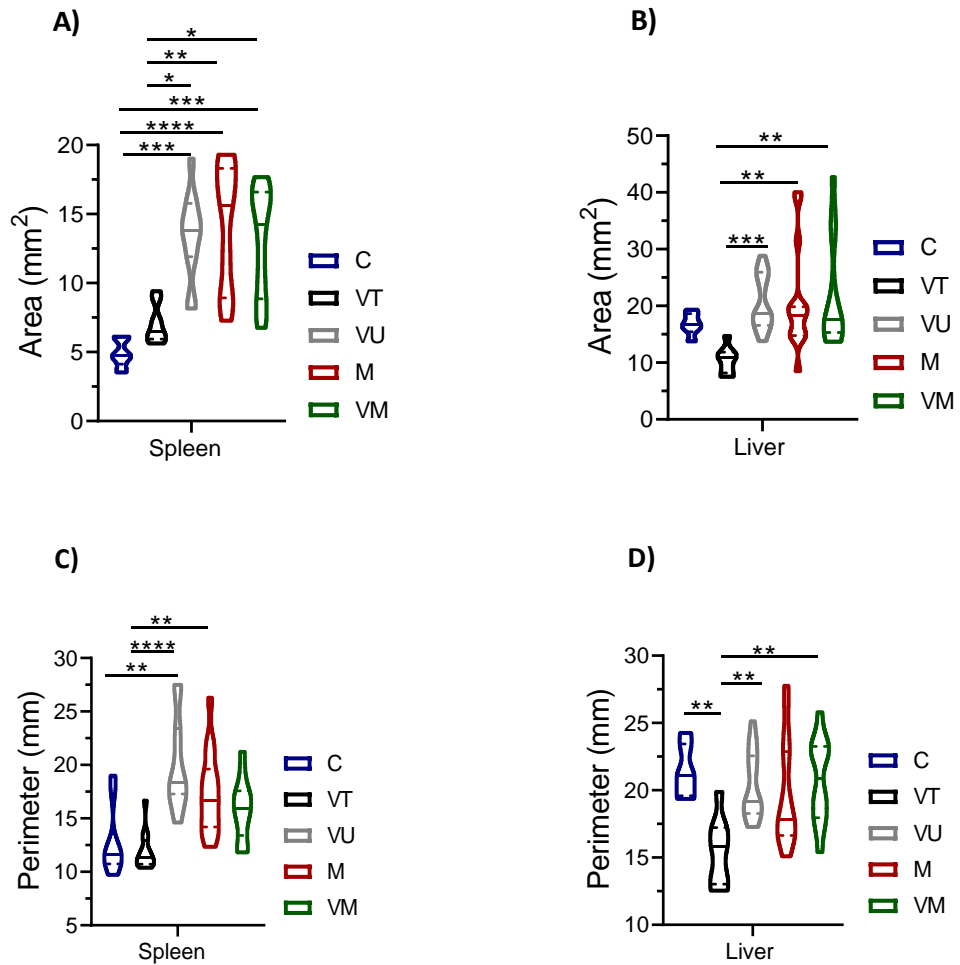 A)
*
**
*
***
****
***
20
15
10
5
0
Area (mm²)
Spleen
C
VT
VU
M
VM
B)
**
**
***
50
40
30
20
10
0
Area (mm²)
Liver
C
VT
VU
M
VM
C)
**
****
**
30
25
20
15
10
5
Perimeter (mm)
Spleen
C
VT
VU
M
VM
D)
**
**
**
30
25
20
15
10
Perimeter (mm)
Liver
C
VT
VU
M
VM